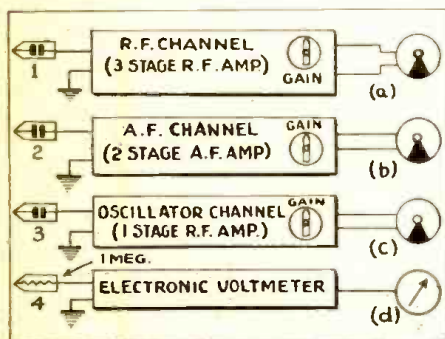 R.F. CHANNEL
(3 STAGE R.F. AMP.)
GAIN
1
(a)
A.F. CHANNEL
(2 STAGE A.F. AMP)
GAIN
2
(b)
OSCILLATOR CHANNEL
(1 STAGE R.F. AMP.)
GAIN
3
(c)
1 MEG.
ELECTRONIC VOLTMETER
4
(d)